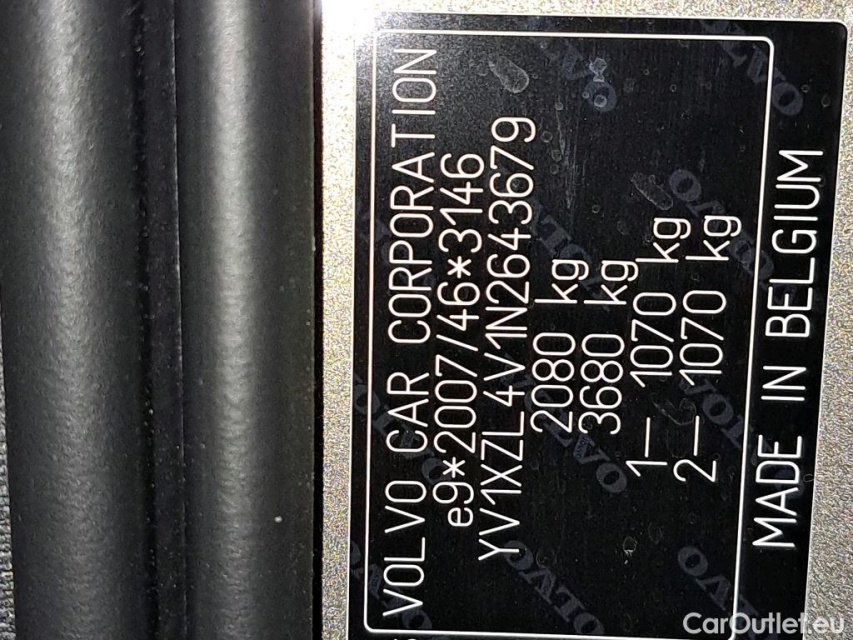 VOLVO CAR CORPORATION
e9*2007/46*3146
YV1XZL4V1N2643679
2080 kg
3680 kg
1— 1070 kg
2— 1070 kg
MADE IN BELGIUM
CarOutlet.eu